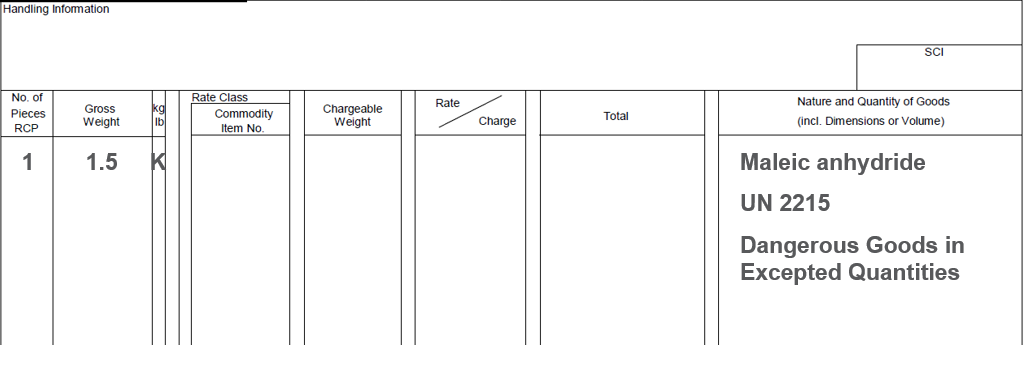 Handling Information
SCI
No. of
Pieces
RCP
Gross
Weight
kg
lb
Rate Class
Commodity
Item No.
Chargeable
Weight
Rate
Charge
Total
Nature and Quantity of Goods
(incl. Dimensions or Volume)
1
1.5
K
Maleic anhydride
UN 2215
Dangerous Goods in
Excepted Quantities